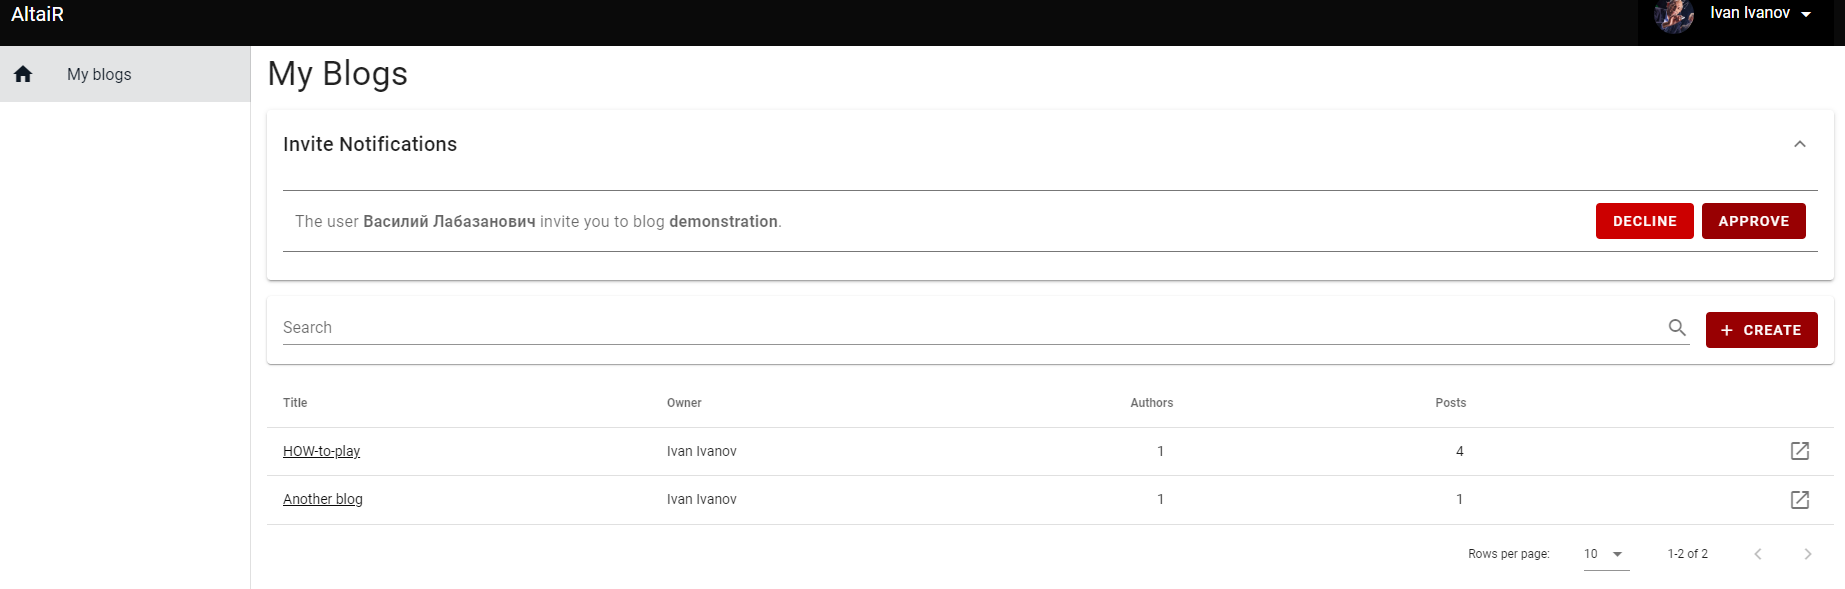 AltaiR
Ivan Ivanov
My blogs
My Blogs
Invite Notifications
The user Василий Лабазанович invite you to blog demonstration.
DECLINE
APPROVE
Search
+ CREATE
Title Owner Authors Posts
HOW-to-play Ivan Ivanov 1 4
Another blog Ivan Ivanov 1 1
Rows per page: 10 1-2 of 2